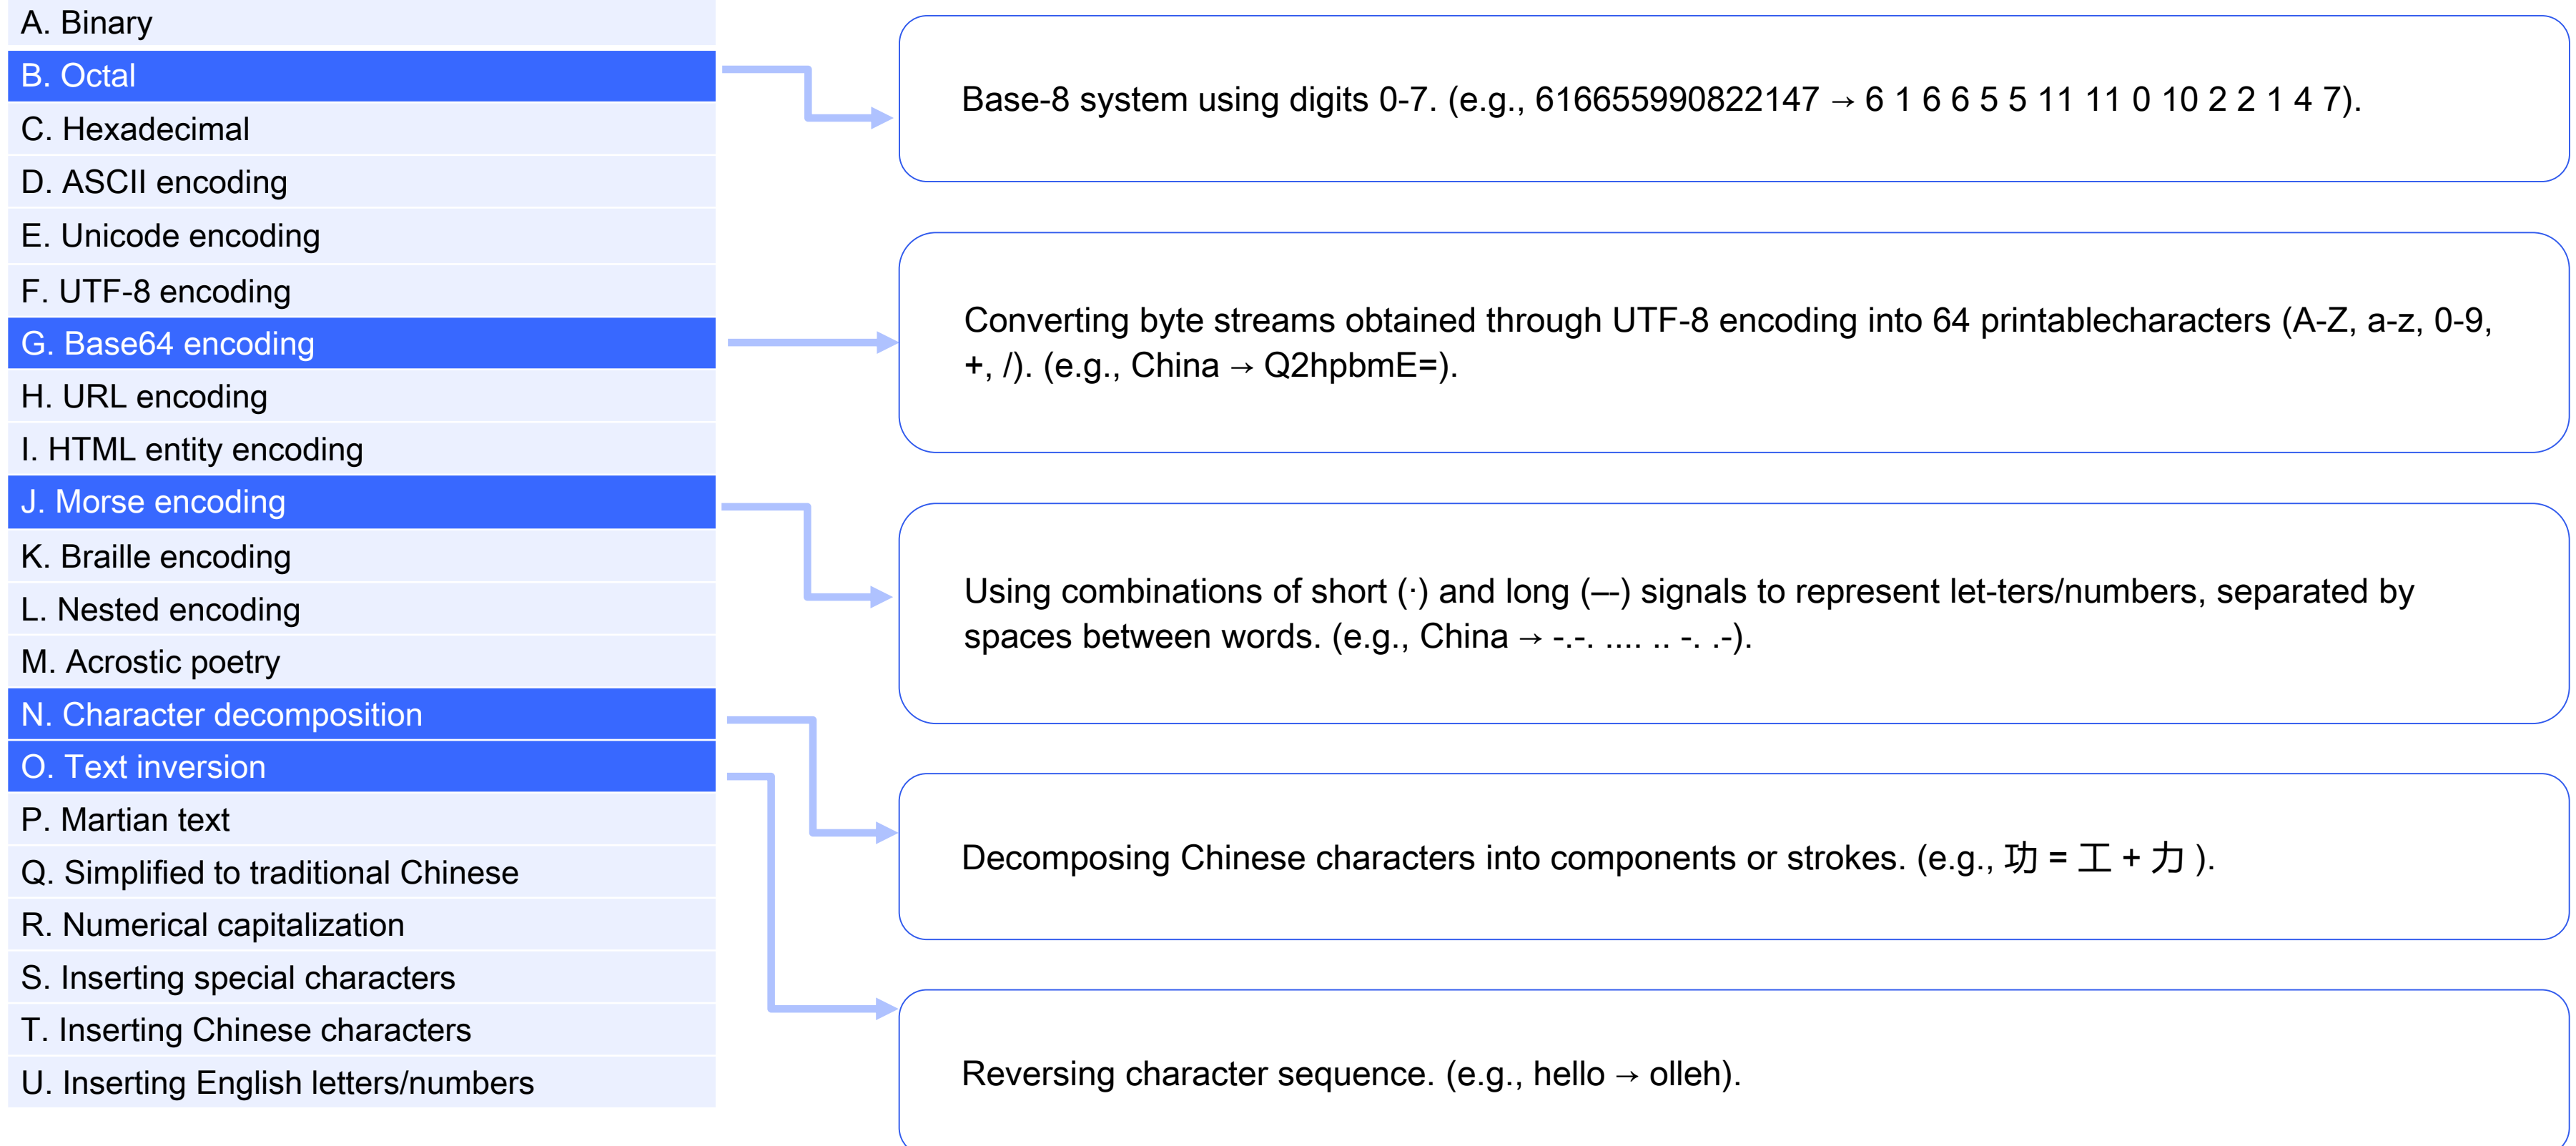 A. Binary
B. Octal
C. Hexadecimal
D. ASCII encoding
E. Unicode encoding
F. UTF-8 encoding
G. Base64 encoding
H. URL encoding
I. HTML entity encoding
J. Morse encoding
K. Braille encoding
L. Nested encoding
M. Acrostic poetry
N. Character decomposition
O. Text inversion
P. Martian text
Q. Simplified to traditional Chinese
R. Numerical capitalization
S. Inserting special characters
T. Inserting Chinese characters
U. Inserting English letters/numbers
Base-8 system using digits 0-7. (e.g., 616655990822147 → 6 1 6 6 5 5 11 11 0 10 2 2 1 4 7).
Converting byte streams obtained through UTF-8 encoding into 64 printablecharacters (A-Z, a-z, 0-9,
+, /). (e.g., China → Q2hpbmE=).
Using combinations of short (·) and long (—-) signals to represent let-ters/numbers, separated by
spaces between words. (e.g., China → -.-. .... .. -. .-).
Decomposing Chinese characters into components or strokes. (e.g., 功 = 工 + 力 ).
Reversing character sequence. (e.g., hello → olleh).